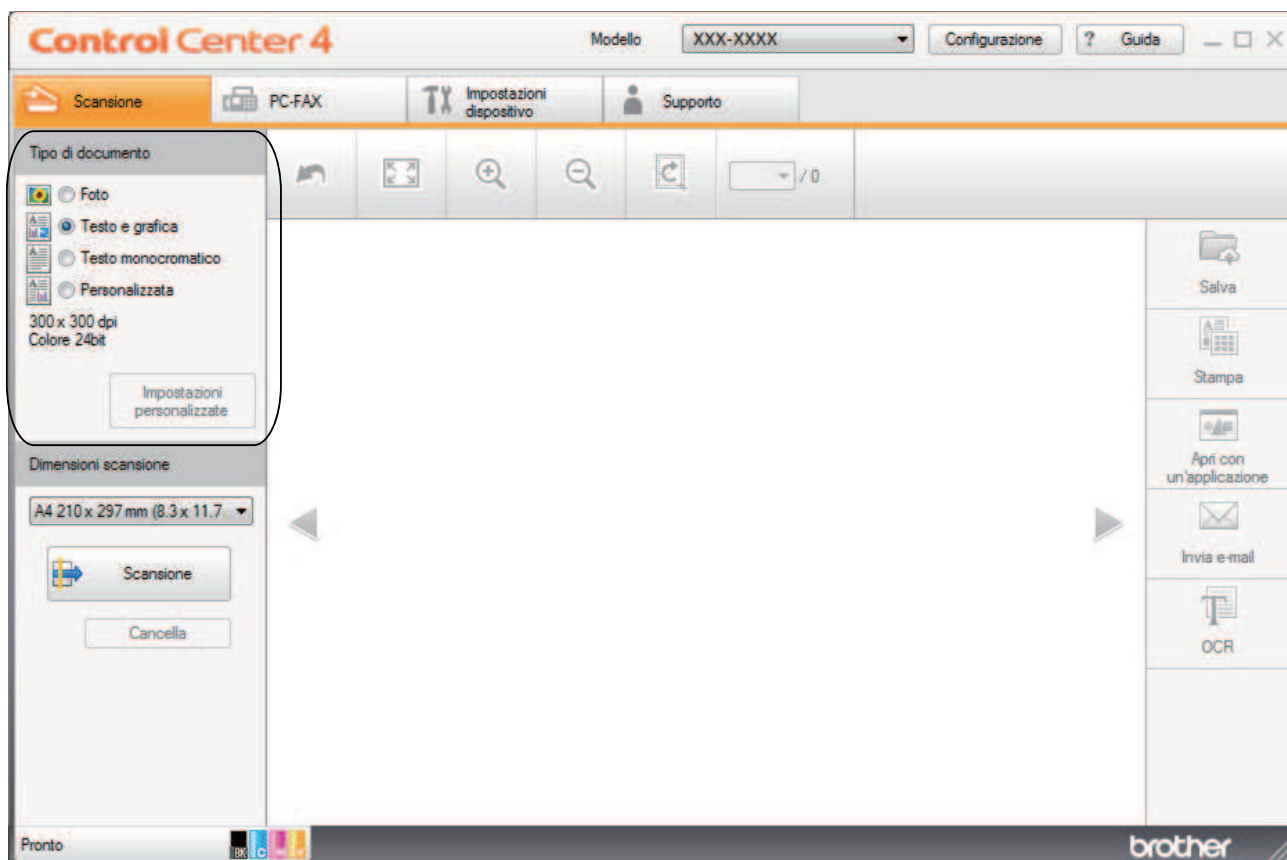 Control Center 4
Modello
XXX-XXXX
Configurazione
? Guida
Scansione
PC-FAX
Impostazioni
dispositivo
Supporto
Tipo di documento
Foto
Testo e grafica
Testo monocromatico
Personalizzata
300 x 300 dpi
Colore 24bit
Impostazioni
personalizzate
/ 0
Dimensioni scansione
A4 210 x 297 mm (8.3 x 11.7
Scansione
Cancella
Salva
Stampa
Apri con
un'applicazione
Invia e-mail
OCR
Pronto
BK C
brother